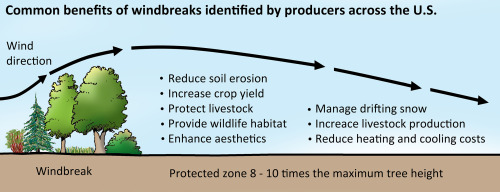 Common benefits of windbreaks identified by producers across the U.S.
Wind
direction
• Reduce soil erosion
• Increase crop yield
• Protect livestock
• Provide wildlife habitat
• Enhance aesthetics
• Manage drifting snow
• Increace livestock production
• Reduce heating and cooling costs
Windbreak
Protected zone 8 - 10 times the maximum tree height